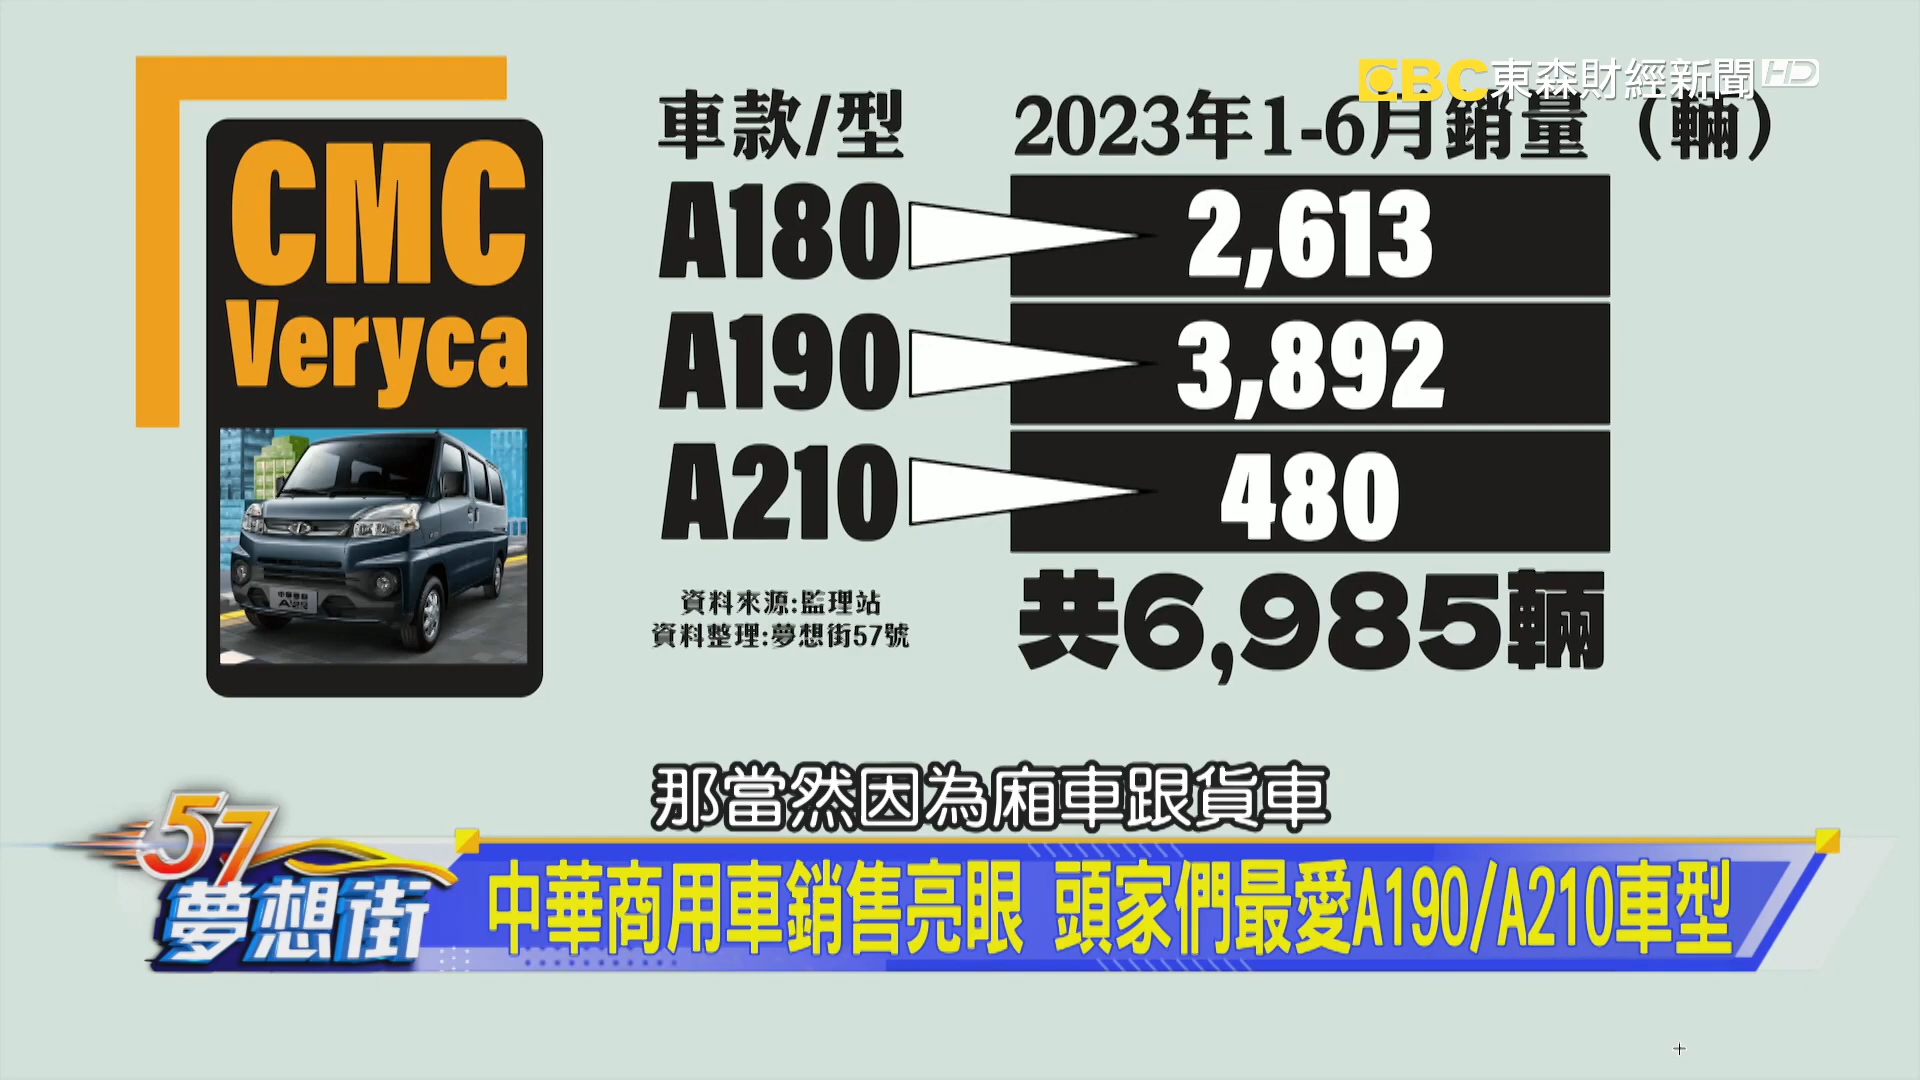 EBC東森財經新聞HD
CMC
Veryca
車款/型 2023年1-6月銷量（輛）
A180 2,613
A190 3,892
A210 480
共6,985輛
資料來源:監理站
資料整理:夢想街57號
那當然因為廂車跟貨車
57
夢想街
中華商用車銷售亮眼 頭家們最愛A190/A210車型